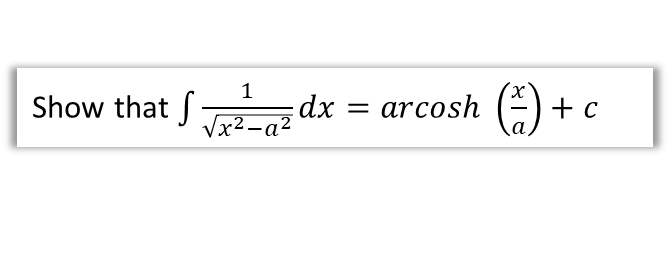 Show that ∫ 1/√(x²−a²) dx = arcosh (x/a) + c